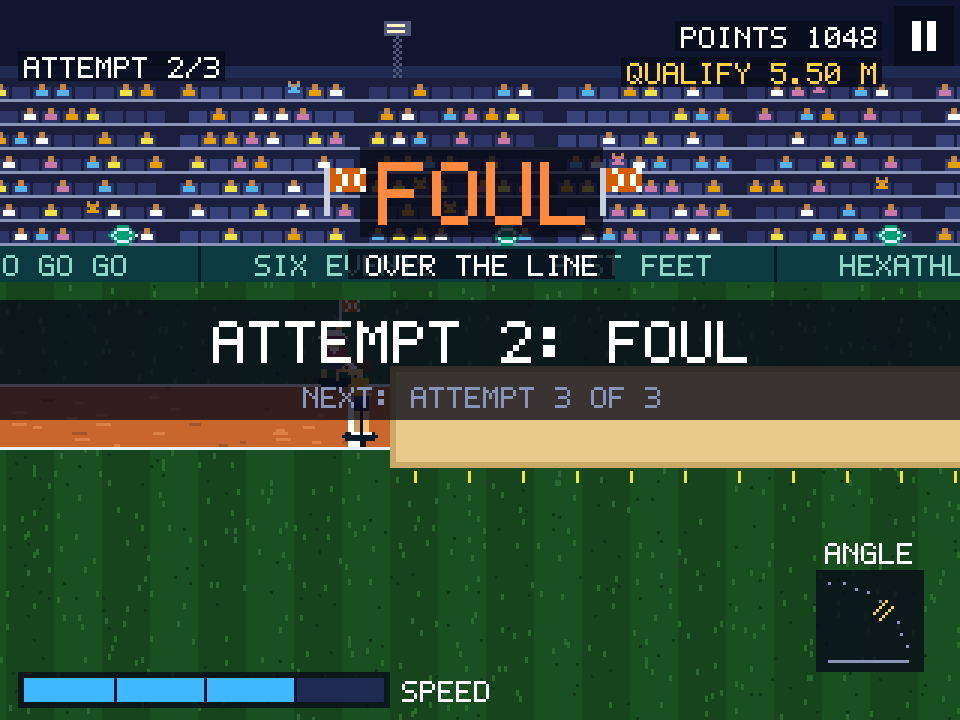 POINTS 1048
ATTEMPT 2/3
QUALIFY 5.50 M
FOUL
O GO GO SIX FEET HEXATHL
OVER THE LINE
ATTEMPT 2: FOUL
NEXT: ATTEMPT 3 OF 3
ANGLE
SPEED